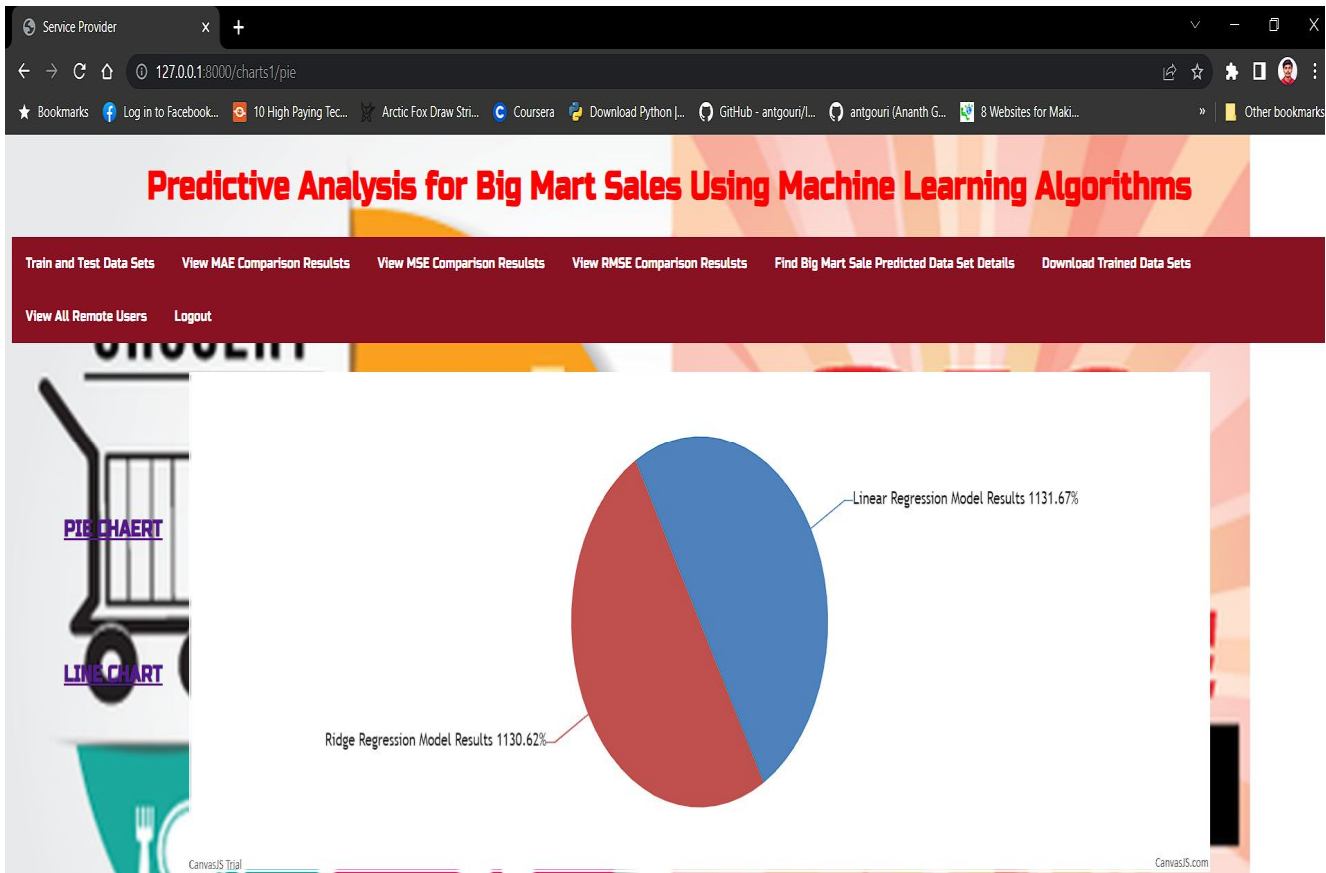 Service Provider
127.0.0.1:8000/charts1/pie
Bookmarks Log in to Facebook... 10 High Paying Tec... Arctic Fox Draw Stri... Coursera Download Python |... GitHub - antgouri/I... antgouri (Ananth G... 8 Websites for Maki... » Other bookmarks
Predictive Analysis for Big Mart Sales Using Machine Learning Algorithms
Train and Test Data Sets View MAE Comparison Resulsts View MSE Comparison Resulsts View RMSE Comparison Resulsts Find Big Mart Sale Predicted Data Set Details Download Trained Data Sets
View All Remote Users Logout
Linear Regression Model Results 1131.67%
PIE CHAERT
LINE CHART
Ridge Regression Model Results 1130.62%
CanvasJS Trial CanvasJS.com